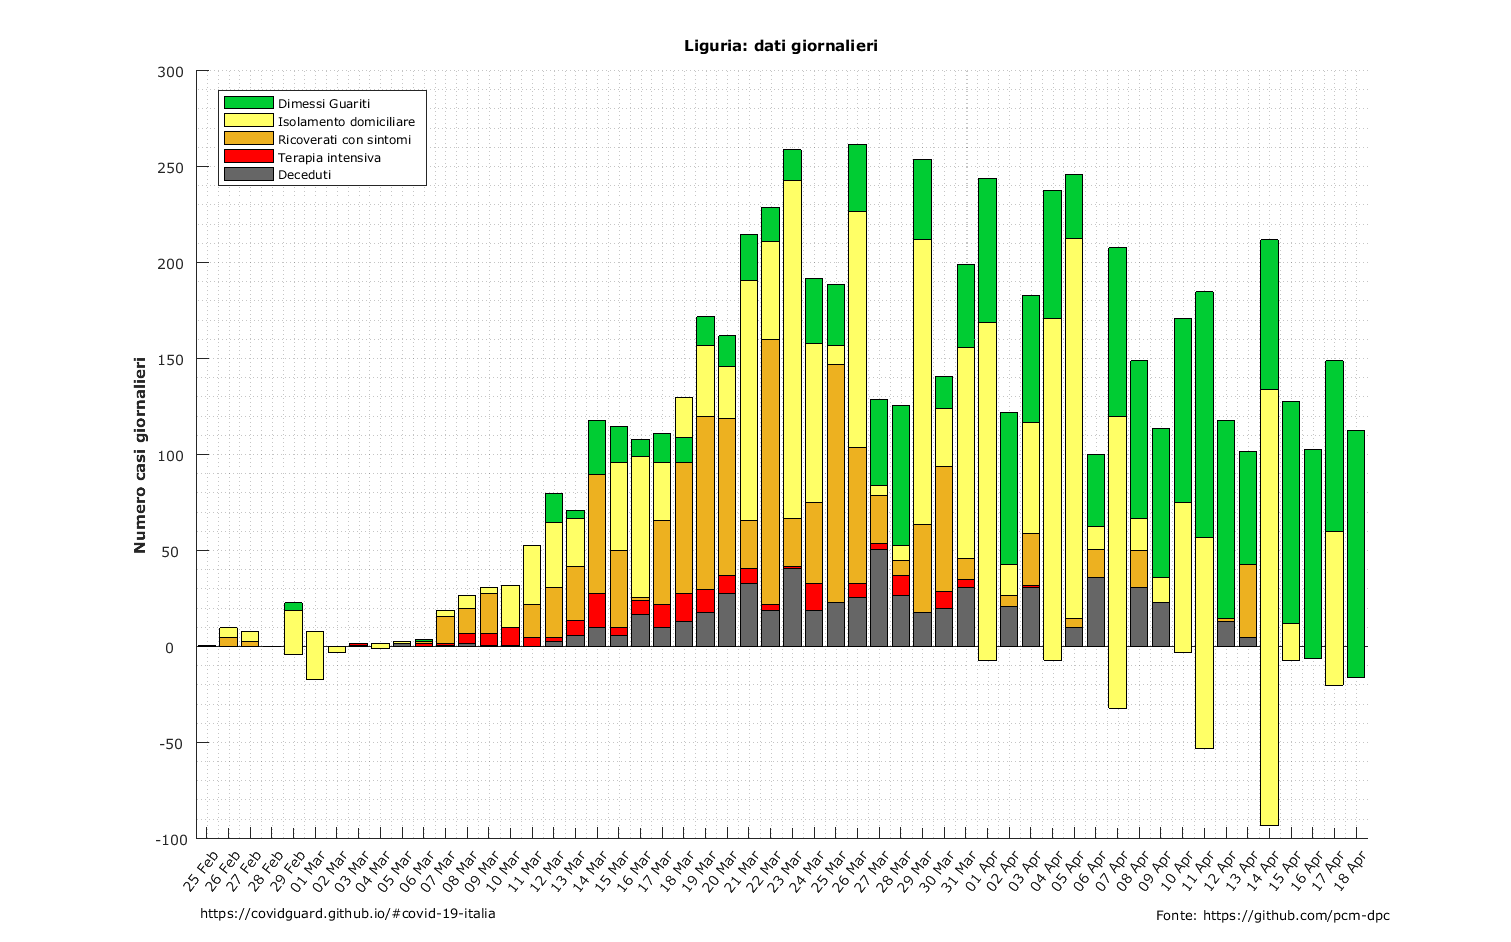 Liguria: dati giornalieri
300
250
200
150
100
50
0
-50
-100
Numero casi giornalieri
Dimessi Guariti
Isolamento domiciliare
Ricoverati con sintomi
Terapia intensiva
Deceduti
25 Feb
26 Feb
27 Feb
28 Feb
29 Feb
01 Mar
02 Mar
03 Mar
04 Mar
05 Mar
06 Mar
07 Mar
08 Mar
09 Mar
10 Mar
11 Mar
12 Mar
13 Mar
14 Mar
15 Mar
16 Mar
17 Mar
18 Mar
19 Mar
20 Mar
21 Mar
22 Mar
23 Mar
24 Mar
25 Mar
26 Mar
27 Mar
28 Mar
29 Mar
30 Mar
31 Mar
01 Apr
02 Apr
03 Apr
04 Apr
05 Apr
06 Apr
07 Apr
08 Apr
09 Apr
10 Apr
11 Apr
12 Apr
13 Apr
14 Apr
15 Apr
16 Apr
17 Apr
18 Apr
https://covidguard.github.io/#covid-19-italia
Fonte: https://github.com/pcm-dpc